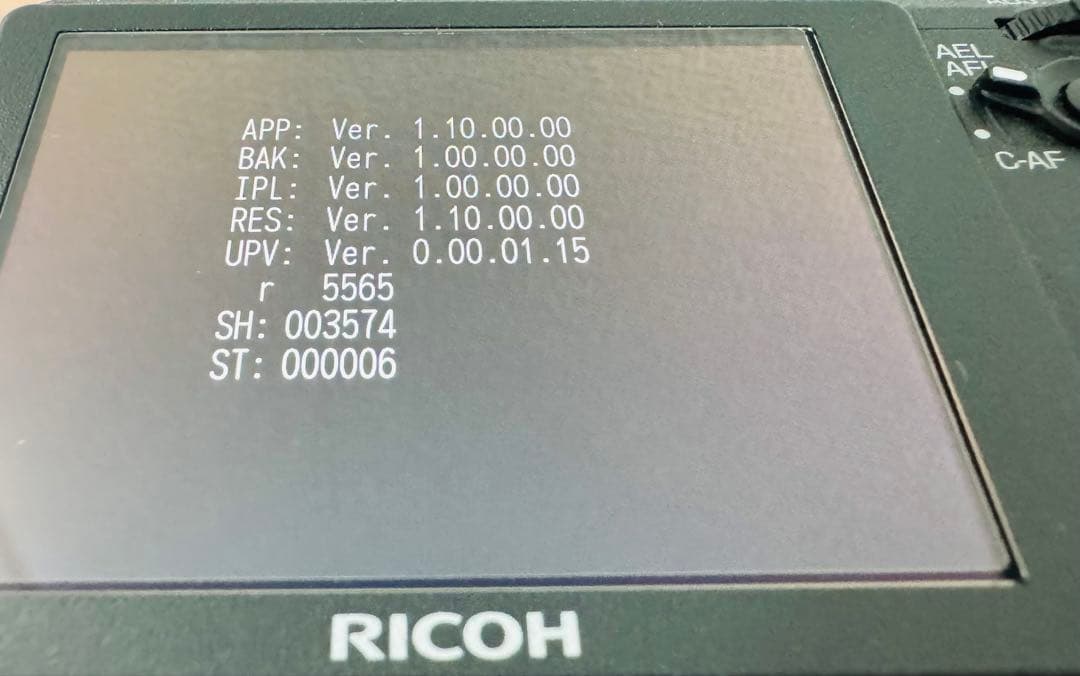 APP: Ver. 1.10.00.00
BAK: Ver. 1.00.00.00
IPL: Ver. 1.00.00.00
RES: Ver. 1.10.00.00
UPV: Ver. 0.00.01.15
r 5565
SH: 003574
ST: 000006
AEL
C-AF
RICOH